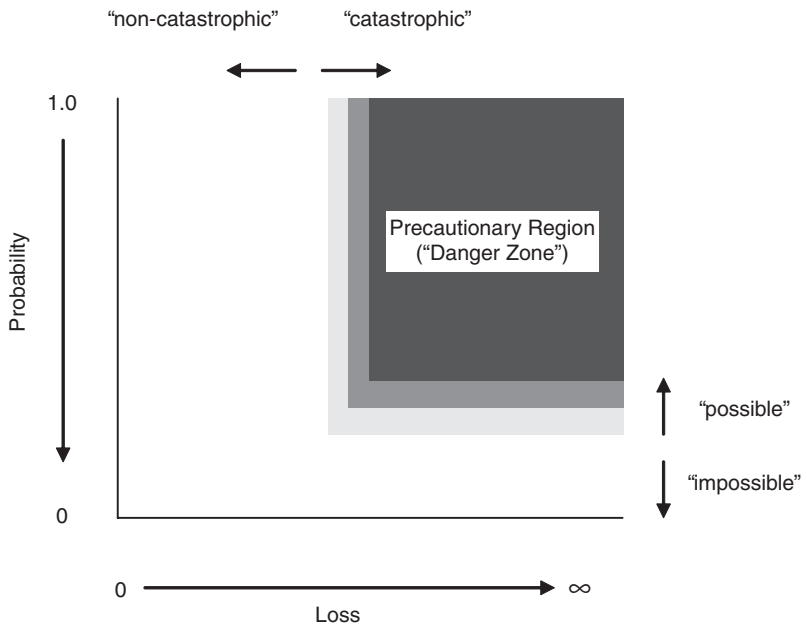 “non-catastrophic”
“catastrophic”
1.0
Probability
Precautionary Region
(“Danger Zone”)
“possible”
“impossible”
0
0
∞
Loss